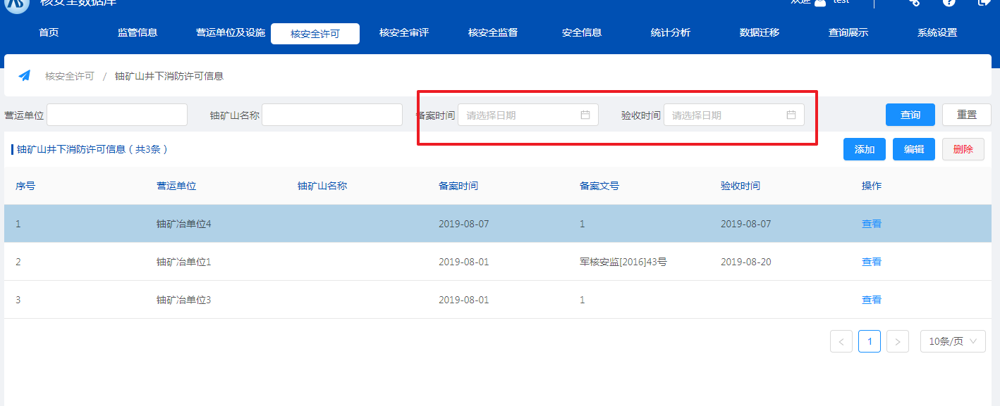 核安全数据库 欢迎 test
首页 监管信息 营运单位及设施 核安全许可 核安全审评 核安全监督 安全信息 统计分析 数据迁移 查询展示 系统设置
核安全许可 / 铀矿山井下消防许可信息
营运单位 铀矿山名称 备案时间 请选择日期 验收时间 请选择日期 查询 重置
铀矿山井下消防许可信息（共3条） 添加 编辑 删除
序号 营运单位 铀矿山名称 备案时间 备案文号 验收时间 操作
1 铀矿冶单位4 2019-08-07 1 2019-08-07 查看
2 铀矿冶单位1 2019-08-01 军核安监[2016]43号 2019-08-20 查看
3 铀矿冶单位3 2019-08-01 1 查看
< 1 > 10条/页